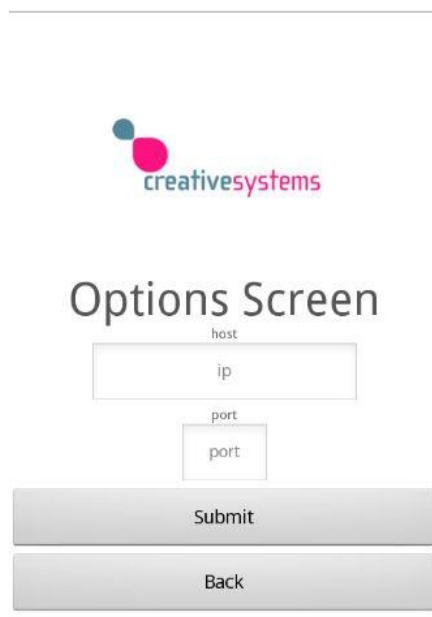 creativesystems
Options Screen
host
ip
port
port
Submit
Back